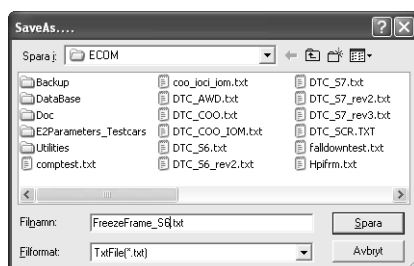 SaveAs....
Spara i: ECOM
Backup coo_ioci_iom.txt DTC_S7.txt
DataBase DTC_AWD.txt DTC_S7_rev2.txt
Doc DTC_COO.txt DTC_S7_rev3.txt
E2Parameters_Testcars DTC_COO_IOM.txt DTC_SCR.TXT
Utilities DTC_S6.txt falldowntest.txt
comptest.txt DTC_S6_rev2.txt Hpifrm.txt
Filnamn: FreezeFrame_S6.txt Spara
Filformat: TxtFile(*.txt) Avbryt